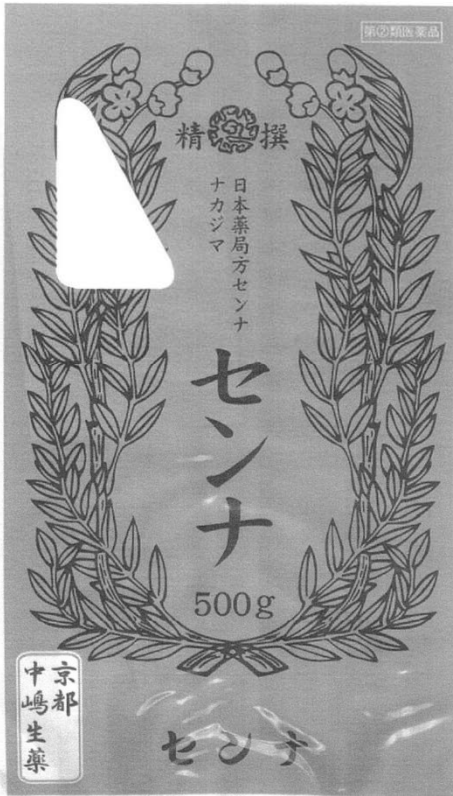 第②類医薬品
精 撰
日本薬局方センナ
ナカジマ
センナ
500g
京都
中嶋生薬
センナ